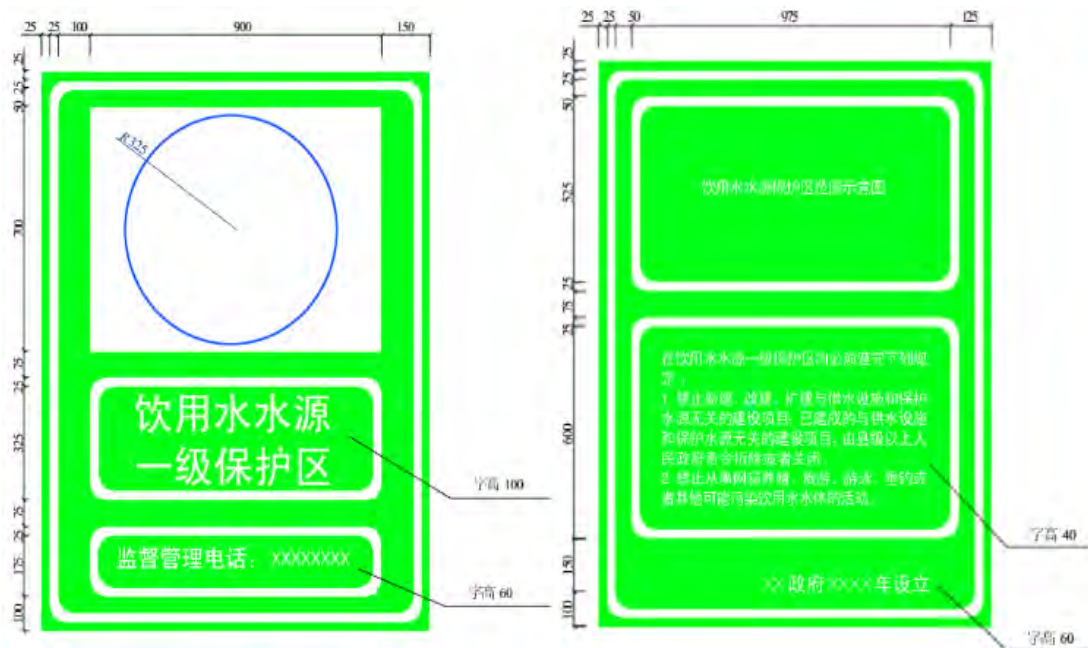 25 25 100 900 150
25
25
50
R325
700
75
25
饮用水水源
一级保护区
325
字高 100
75
25
监督管理电话：XXXXXXXX
175
字高 60
100
25 25 50 975 125
25
25
50
饮用水水源保护区范围示意图
525
25
75
25
在饮用水水源一级保护区内必须遵守下列规
定：
1 禁止新建、改建、扩建与供水设施和保护
水源无关的建设项目；已建成的与供水设施
和保护水源无关的建设项目，由县级以上人
民政府责令拆除或者关闭。
2 禁止从事网箱养殖、旅游、游泳、垂钓或
者其他可能污染饮用水水体的活动。
600
字高 40
150
XX 政府 XXXX 年设立
100
字高 60